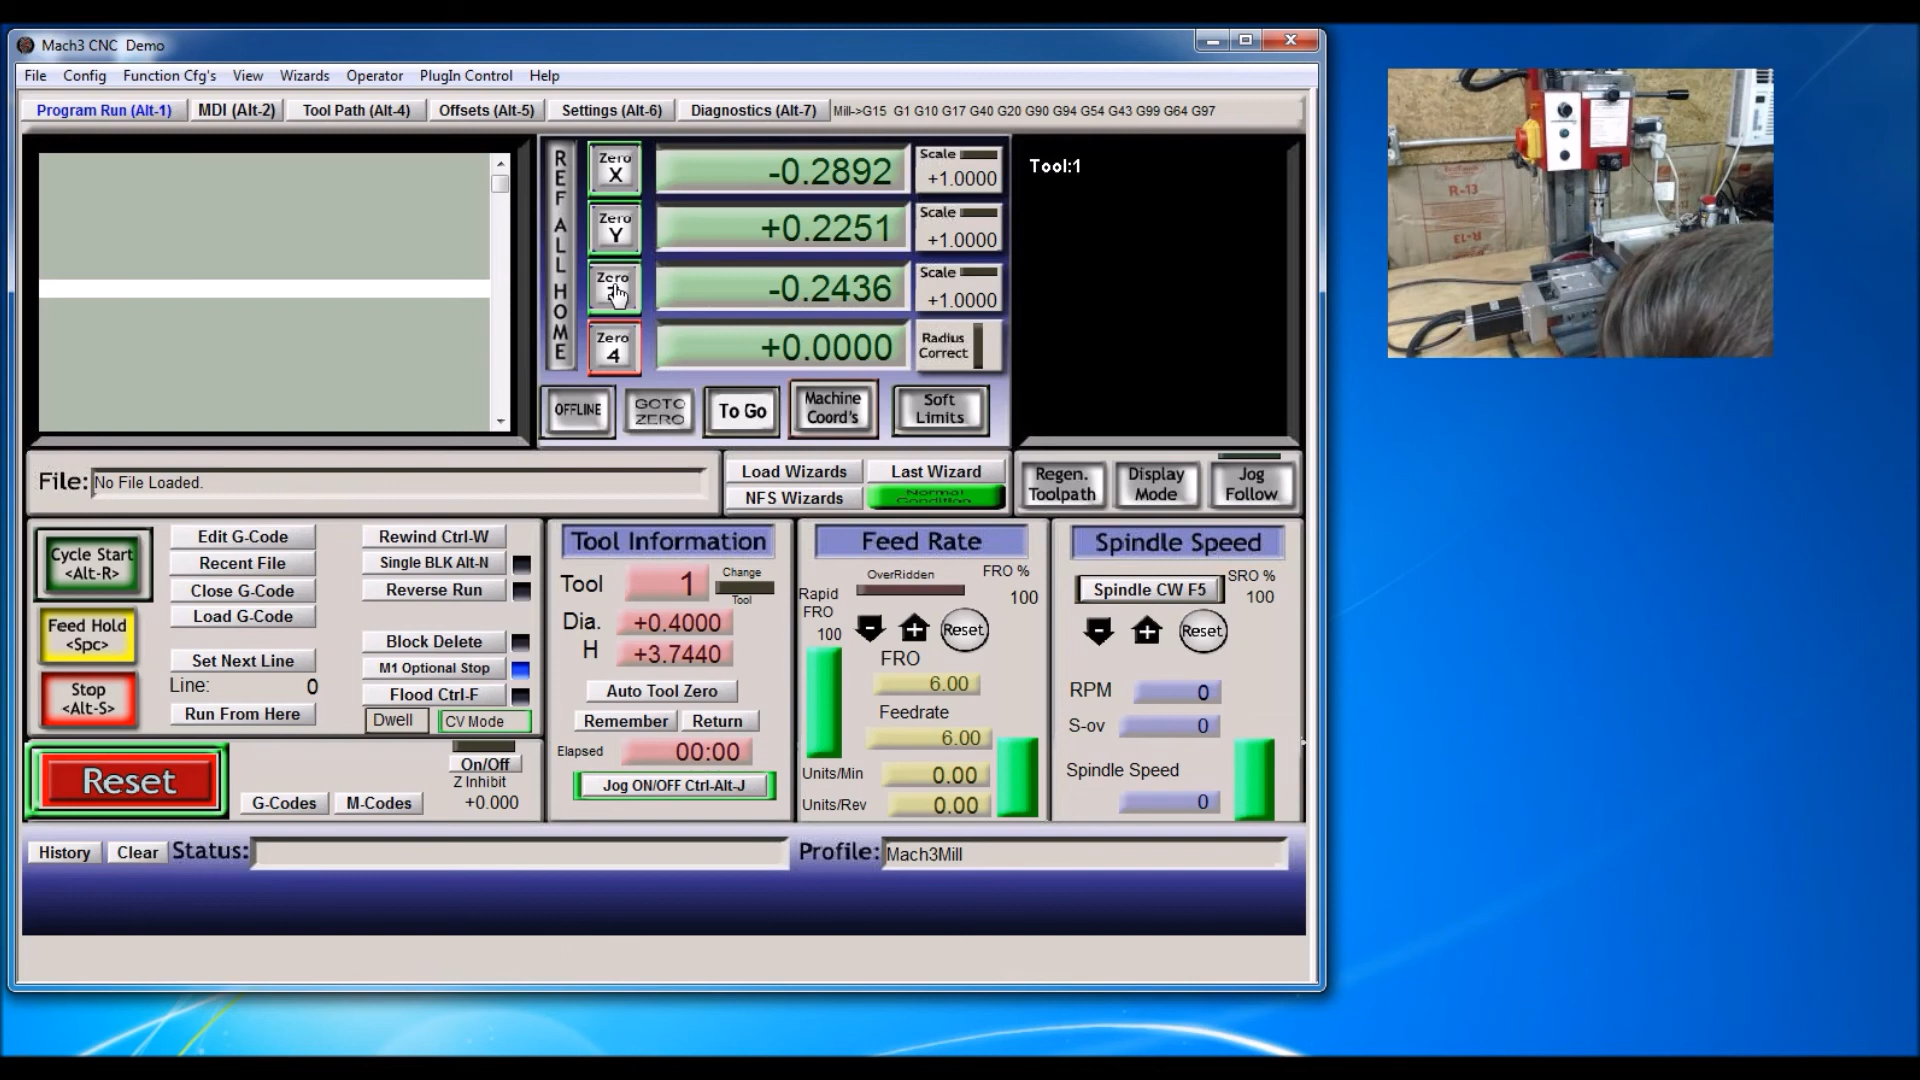 Mach3 CNC Demo
File Config Function Cfg's View Wizards Operator PlugIn Control Help
Program Run (Alt-1) MDI (Alt-2) Tool Path (Alt-4) Offsets (Alt-5) Settings (Alt-6) Diagnostics (Alt-7) Mill->G15 G1 G10 G17 G40 G20 G90 G94 G54 G43 G99 G64 G97
REF ALL HOME
Zero X -0.2892 Scale +1.0000
Zero Y +0.2251 Scale +1.0000
Zero -0.2436 Scale +1.0000
Zero 4 +0.0000 Radius Correct
Tool:1
OFFLINE GOTO ZERO To Go Machine Coord's Soft Limits
File: No File Loaded.
Load Wizards Last Wizard
NFS Wizards Normal Condition
Regen. Toolpath Display Mode Jog Follow
Cycle Start <Alt-R>
Feed Hold <Spc>
Stop <Alt-S>
Reset
Edit G-Code
Recent File
Close G-Code
Load G-Code
Set Next Line
Line: 0
Run From Here
Rewind Ctrl-W
Single BLK Alt-N
Reverse Run
Block Delete
M1 Optional Stop
Flood Ctrl-F
Dwell CV Mode
On/Off
Z Inhibit
+0.000
G-Codes M-Codes
Tool Information
Tool 1 Change Tool
Dia. +0.4000
H +3.7440
Auto Tool Zero
Remember Return
Elapsed 00:00
Jog ON/OFF Ctrl-Alt-J
Feed Rate
OverRidden FRO % 100
Rapid FRO 100
Reset
FRO
6.00
Feedrate
6.00
Units/Min 0.00
Units/Rev 0.00
Spindle Speed
Spindle CW F5 SRO % 100
Reset
RPM 0
S-ov 0
Spindle Speed
0
History Clear Status: Profile: Mach3Mill
R-13
R-13